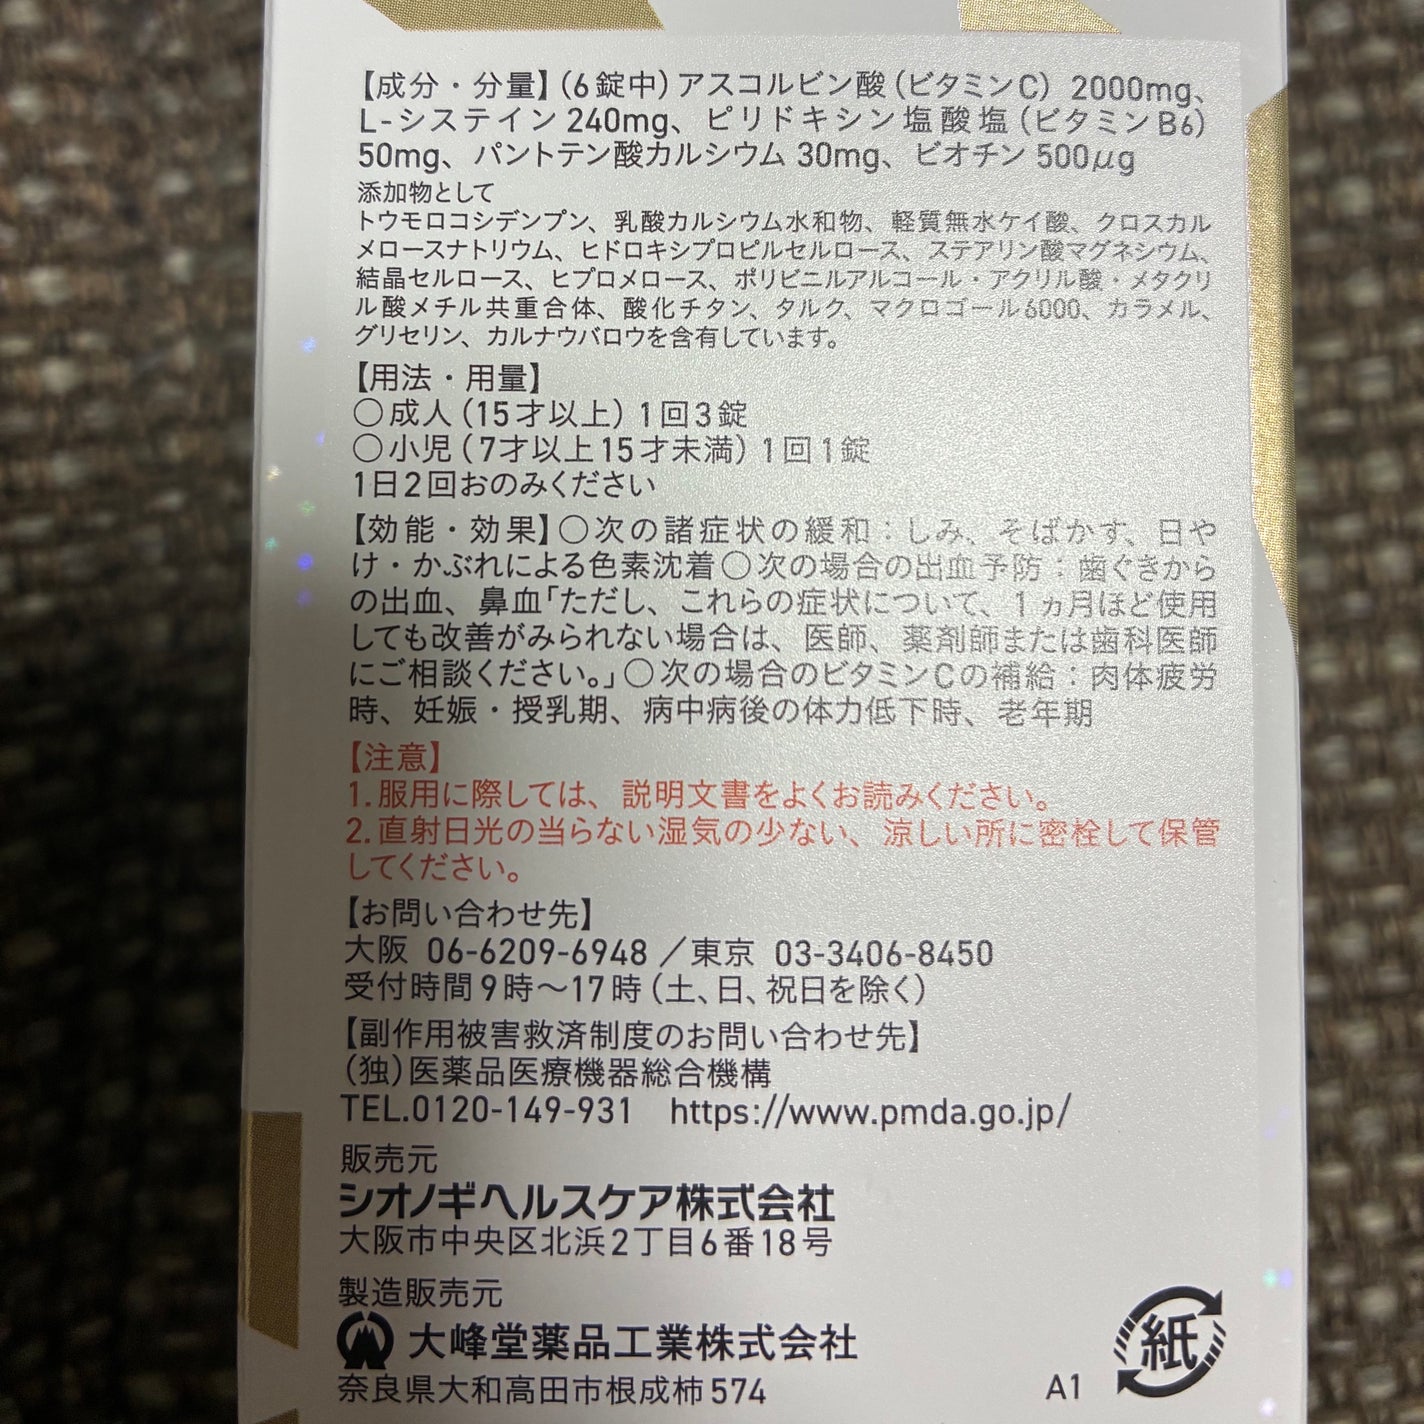 【成分・分量】(6錠中)アスコルビン酸(ビタミンC) 2000mg、
L-システイン 240mg、ピリドキシン塩酸塩(ビタミンB6)
50mg、パントテン酸カルシウム 30mg、ビオチン 500μg
添加物として
トウモロコシデンプン、乳酸カルシウム水和物、軽質無水ケイ酸、クロスカル
メロースナトリウム、ヒドロキシプロピルセルロース、ステアリン酸マグネシウム、
結晶セルロース、ヒプロメロース、ポリビニルアルコール・アクリル酸・メタクリ
ル酸メチル共重合体、酸化チタン、タルク、マクロゴール6000、カラメル、
グリセリン、カルナウバロウを含有しています。
【用法・用量】
○成人(15才以上) 1回3錠
○小児(7才以上15才未満) 1回1錠
1日2回おのみください
【効能・効果】○次の諸症状の緩和：しみ、そばかす、日や
け・かぶれによる色素沈着○次の場合の出血予防：歯ぐきから
の出血、鼻血「ただし、これらの症状について、1ヵ月ほど使用
しても改善がみられない場合は、医師、薬剤師または歯科医師
にご相談ください。」○次の場合のビタミンCの補給：肉体疲労
時、妊娠・授乳期、病中病後の体力低下時、老年期
【注意】
1.服用に際しては、説明文書をよくお読みください。
2.直射日光の当らない湿気の少ない、涼しい所に密栓して保管
してください。
【お問い合わせ先】
大阪 06-6209-6948 ／東京 03-3406-8450
受付時間9時〜17時(土、日、祝日を除く)
【副作用被害救済制度のお問い合わせ先】
(独)医薬品医療機器総合機構
TEL.0120-149-931 https://www.pmda.go.jp/
販売元
シオノギヘルスケア株式会社
大阪市中央区北浜2丁目6番18号
製造販売元
大峰堂薬品工業株式会社
奈良県大和高田市根成柿574
A1
紙